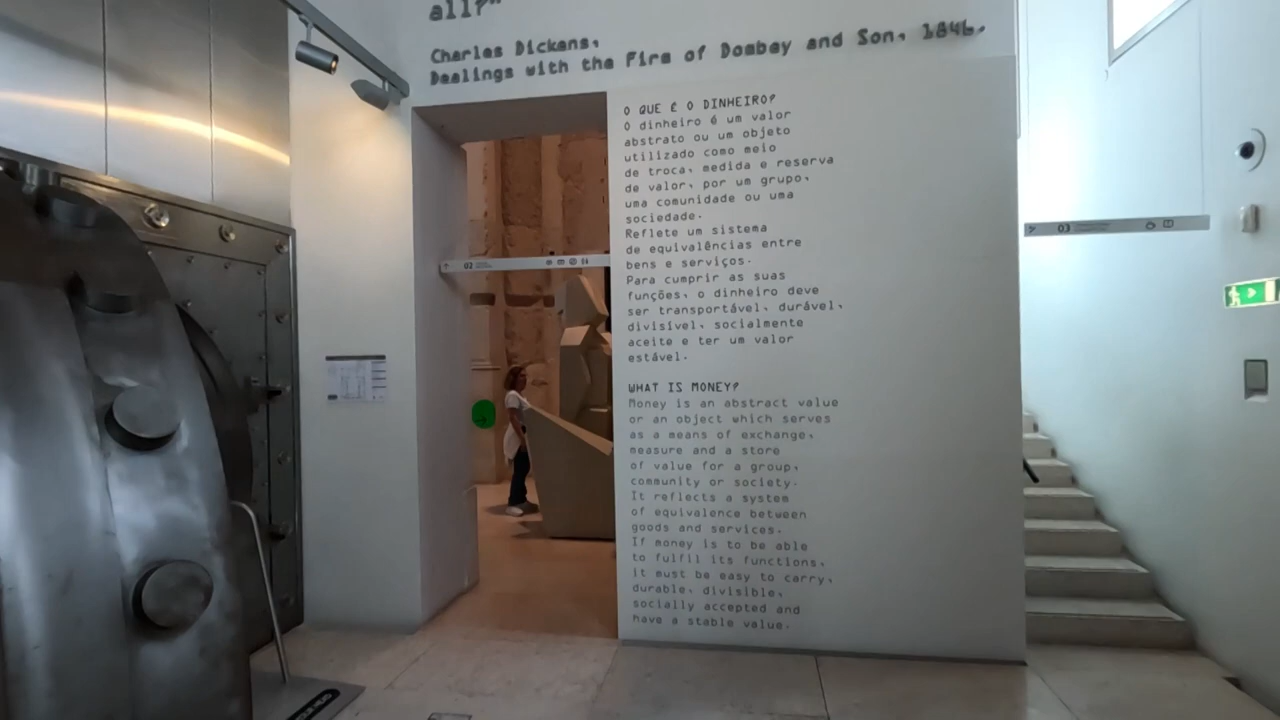 all?"
Charles Dickens,
Dealings with the Firm of Dombey and Son, 1846.
O QUE É O DINHEIRO?
O dinheiro é um valor
abstrato ou um objeto
utilizado como meio
de troca, medida e reserva
de valor, por um grupo,
uma comunidade ou uma
sociedade.
Reflete um sistema
de equivalências entre
bens e serviços.
Para cumprir as suas
funções, o dinheiro deve
ser transportável, durável,
divisível, socialmente
aceite e ter um valor
estável.
WHAT IS MONEY?
Money is an abstract value
or an object which serves
as a means of exchange,
measure and a store
of value for a group,
community or society.
It reflects a system
of equivalence between
goods and services.
If money is to be able
to fulfil its functions,
it must be easy to carry,
durable, divisible,
socially accepted and
have a stable value.
02
03